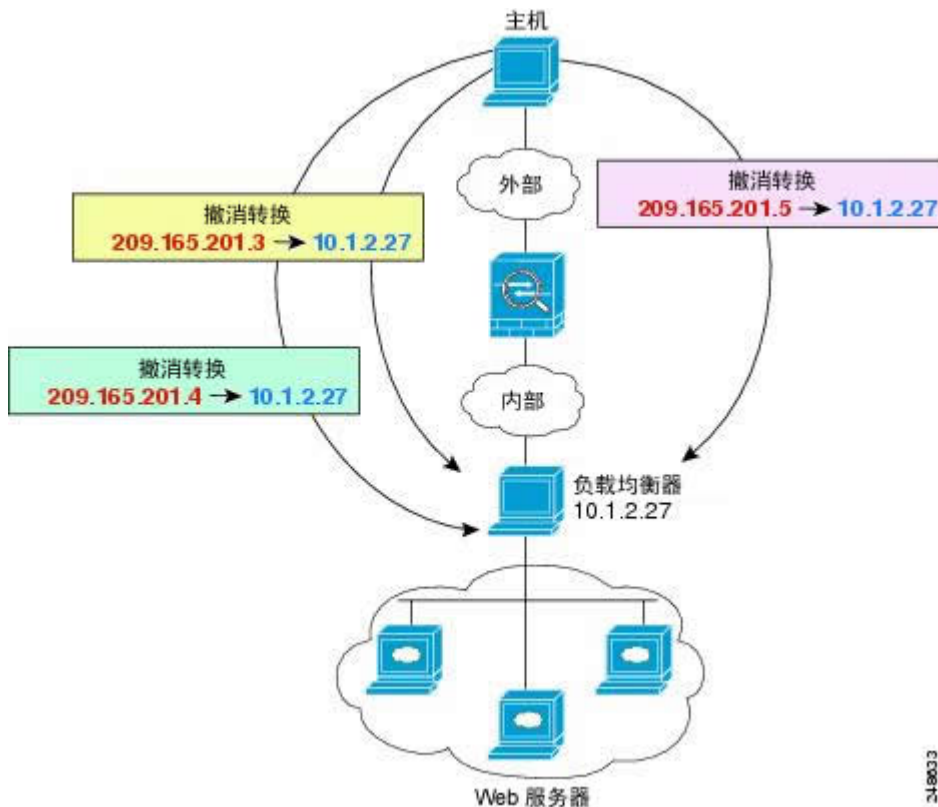 主机
外部
撤消转换
209.165.201.5 → 10.1.2.27
撤消转换
209.165.201.3 → 10.1.2.27
撤消转换
209.165.201.4 → 10.1.2.27
内部
负载均衡器
10.1.2.27
Web 服务器
248633